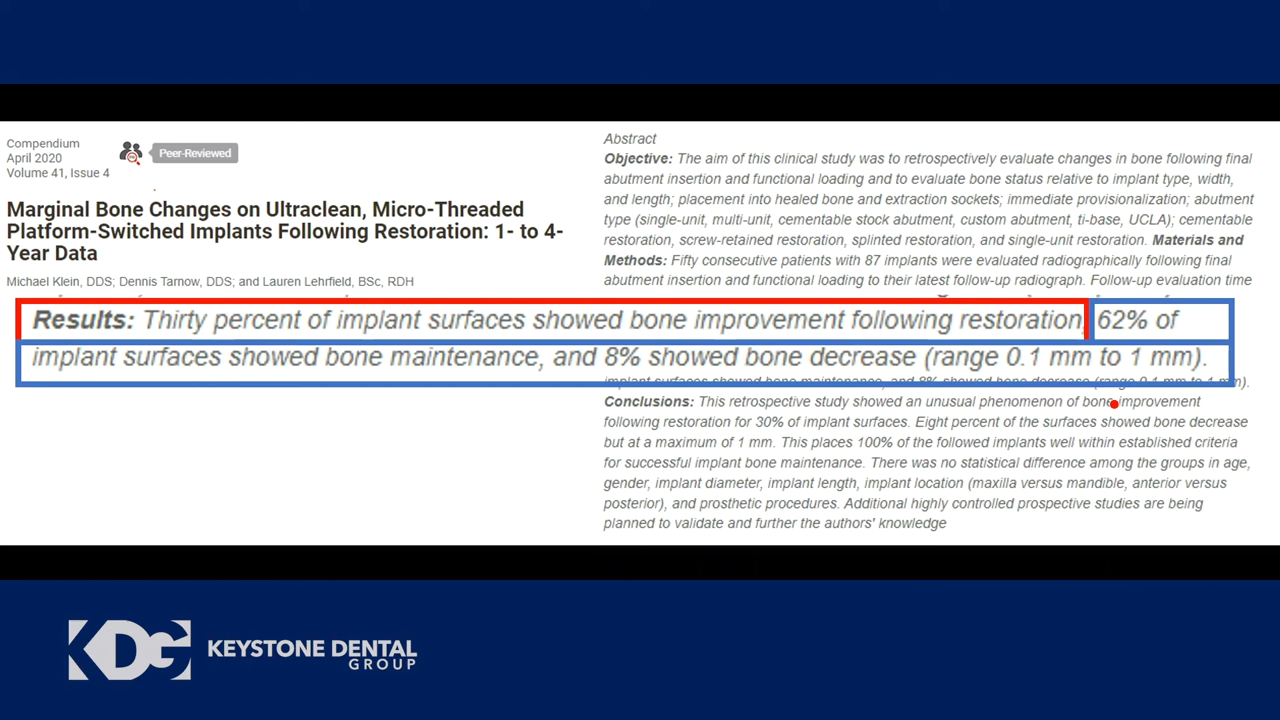 Compendium
April 2020
Volume 41, Issue 4
Peer-Reviewed
Marginal Bone Changes on Ultraclean, Micro-Threaded
Platform-Switched Implants Following Restoration: 1- to 4-
Year Data
Michael Klein, DDS; Dennis Tarnow, DDS; and Lauren Lehrfield, BSc, RDH
Abstract
Objective: The aim of this clinical study was to retrospectively evaluate changes in bone following final
abutment insertion and functional loading and to evaluate bone status relative to implant type, width,
and length; placement into healed bone and extraction sockets; immediate provisionalization; abutment
type (single-unit, multi-unit, cementable stock abutment, custom abutment, ti-base, UCLA); cementable
restoration, screw-retained restoration, splinted restoration, and single-unit restoration. Materials and
Methods: Fifty consecutive patients with 87 implants were evaluated radiographically following final
abutment insertion and functional loading to their latest follow-up radiograph. Follow-up evaluation time
Results: Thirty percent of implant surfaces showed bone improvement following restoration, 62% of
implant surfaces showed bone maintenance, and 8% showed bone decrease (range 0.1 mm to 1 mm).
implant surfaces showed bone maintenance, and 8% showed bone decrease (range 0.1 mm to 1 mm).
Conclusions: This retrospective study showed an unusual phenomenon of bone improvement
following restoration for 30% of implant surfaces. Eight percent of the surfaces showed bone decrease
but at a maximum of 1 mm. This places 100% of the followed implants well within established criteria
for successful implant bone maintenance. There was no statistical difference among the groups in age,
gender, implant diameter, implant length, implant location (maxilla versus mandible, anterior versus
posterior), and prosthetic procedures. Additional highly controlled prospective studies are being
planned to validate and further the authors' knowledge
KDG
KEYSTONE DENTAL
GROUP